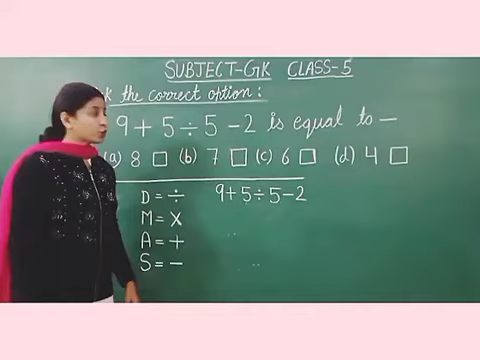 SUBJECT-GK CLASS-5
the correct option:
9+5÷5-2 is equal to —
(a) 8 □ (b) 7 □ (c) 6 □ (d) 4 □
D = ÷ 9+5÷5-2
M = ×
A = +
S = -